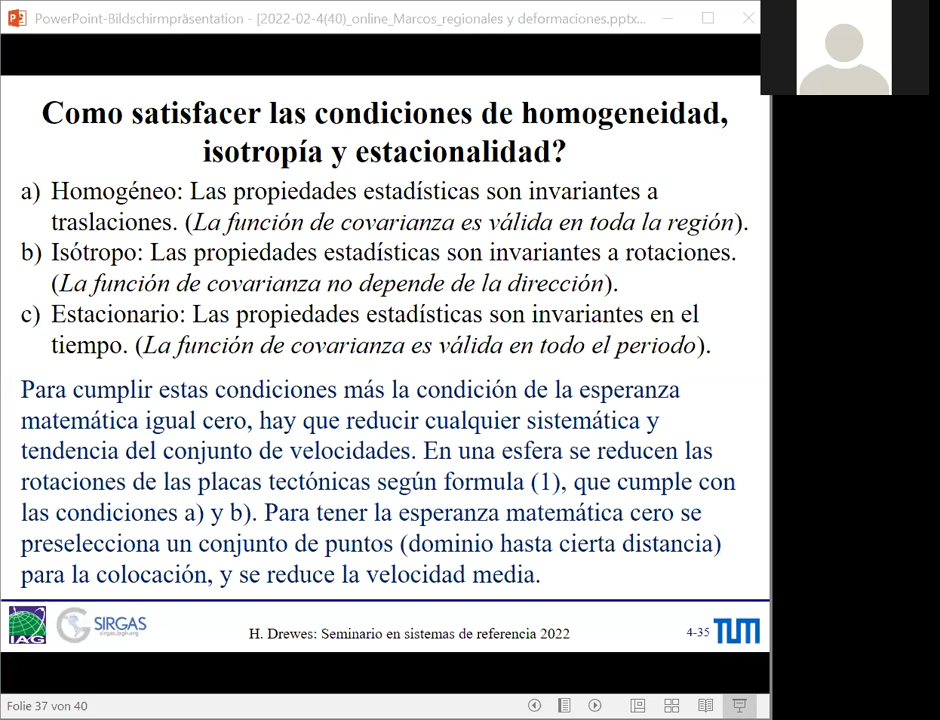 PowerPoint-Bildschirmpräsentation - [2022-02-4(40)_online_Marcos_regionales y deformaciones.pptx...
Como satisfacer las condiciones de homogeneidad,
isotropía y estacionalidad?
a) Homogéneo: Las propiedades estadísticas son invariantes a
traslaciones. (La función de covarianza es válida en toda la región).
b) Isótropo: Las propiedades estadísticas son invariantes a rotaciones.
(La función de covarianza no depende de la dirección).
c) Estacionario: Las propiedades estadísticas son invariantes en el
tiempo. (La función de covarianza es válida en todo el periodo).
Para cumplir estas condiciones más la condición de la esperanza
matemática igual cero, hay que reducir cualquier sistemática y
tendencia del conjunto de velocidades. En una esfera se reducen las
rotaciones de las placas tectónicas según formula (1), que cumple con
las condiciones a) y b). Para tener la esperanza matemática cero se
preselecciona un conjunto de puntos (dominio hasta cierta distancia)
para la colocación, y se reduce la velocidad media.
IAG
SIRGAS
sirgas.ipgh.org
H. Drewes: Seminario en sistemas de referencia 2022
4-35
TUM
Folie 37 von 40